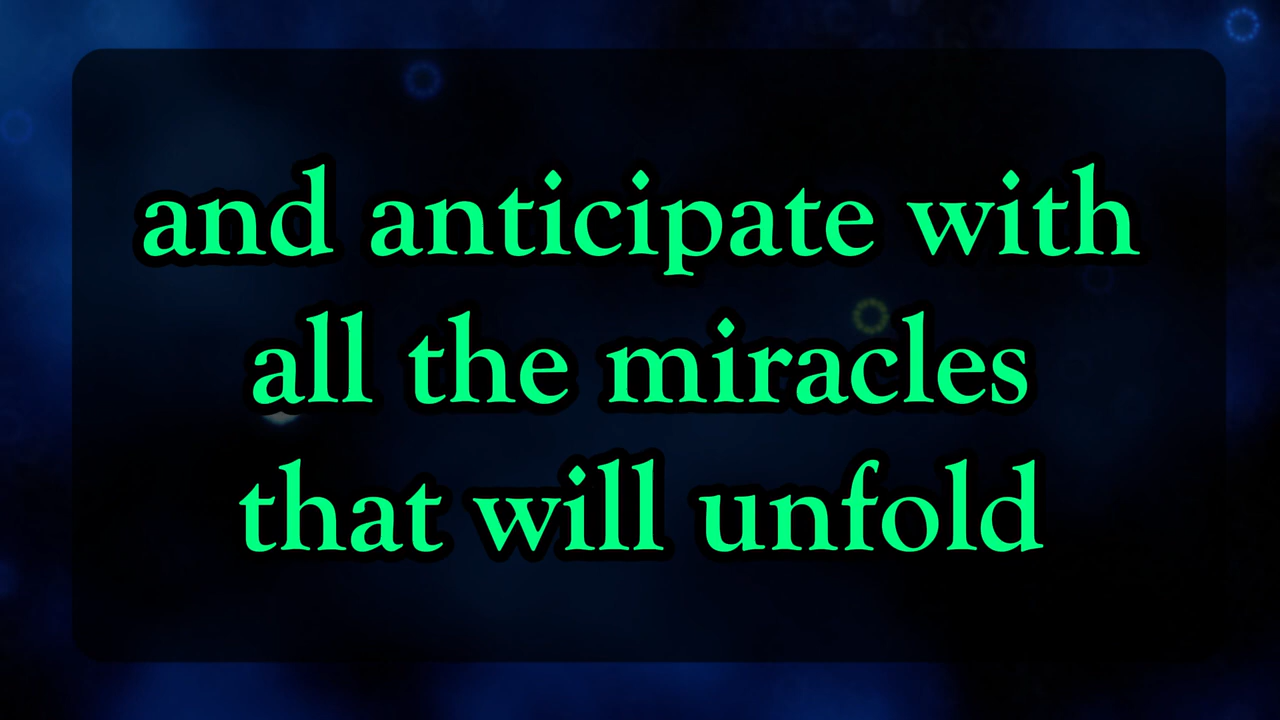 and anticipate with
all the miracles
that will unfold